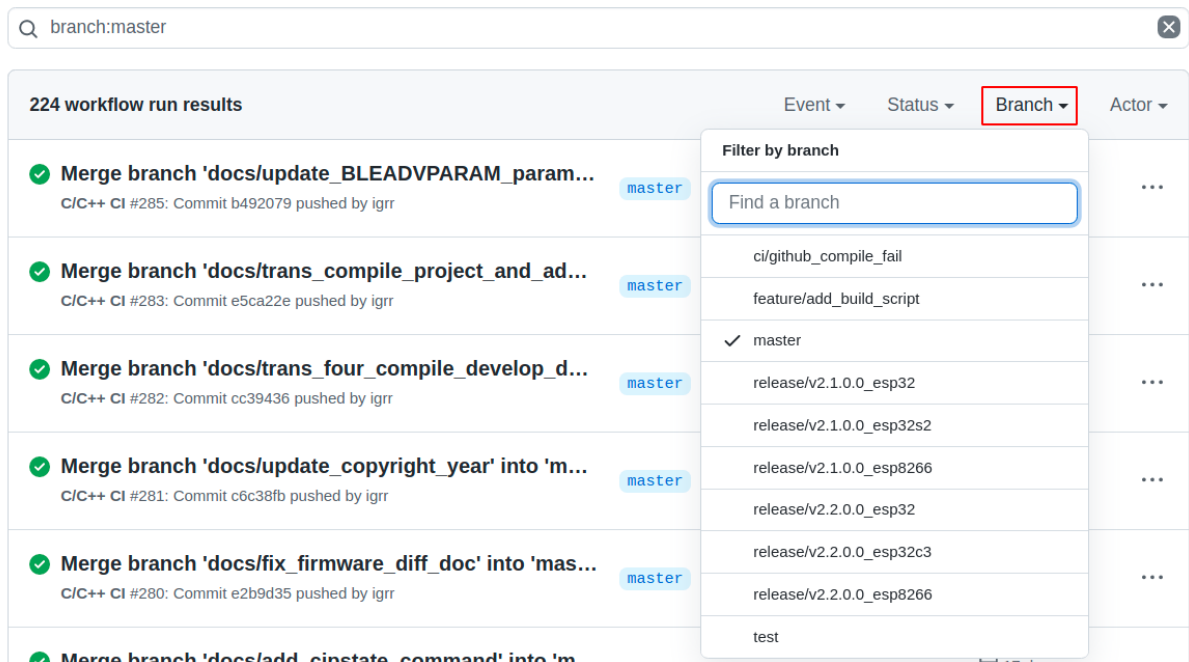 branch:master
224 workflow run results
Event
Status
Branch
Actor
Merge branch 'docs/update_BLEADVPARAM_param…
C/C++ CI #285: Commit b492079 pushed by igrr
master
Merge branch 'docs/trans_compile_project_and_ad…
C/C++ CI #283: Commit e5ca22e pushed by igrr
master
Merge branch 'docs/trans_four_compile_develop_d…
C/C++ CI #282: Commit cc39436 pushed by igrr
master
Merge branch 'docs/update_copyright_year' into 'm…
C/C++ CI #281: Commit c6c38fb pushed by igrr
master
Merge branch 'docs/fix_firmware_diff_doc' into 'mas…
C/C++ CI #280: Commit e2b9d35 pushed by igrr
master
Merge branch 'docs/add_cipstate_command' into 'm
Filter by branch
Find a branch
ci/github_compile_fail
feature/add_build_script
master
release/v2.1.0.0_esp32
release/v2.1.0.0_esp32s2
release/v2.1.0.0_esp8266
release/v2.2.0.0_esp32
release/v2.2.0.0_esp32c3
release/v2.2.0.0_esp8266
test